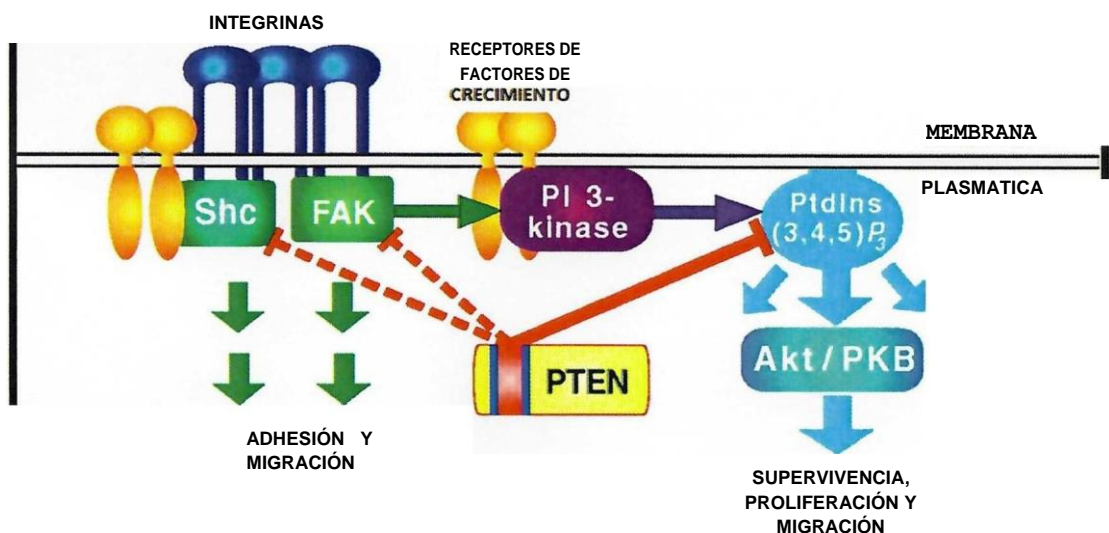 INTEGRINAS
RECEPTORES DE
FACTORES DE
CRECIMIENTO
MEMBRANA
PLASMATICA
Shc
FAK
PI 3-
kinase
PtdIns
(3,4,5)P3
PTEN
Akt / PKB
ADHESIÓN Y
MIGRACIÓN
SUPERVIVENCIA,
PROLIFERACIÓN Y
MIGRACIÓN